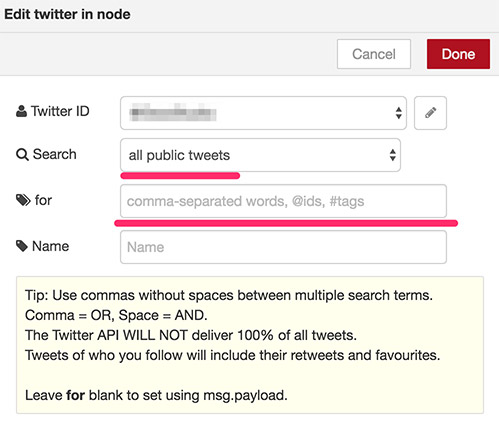 Edit twitter in node
Cancel
Done
Twitter ID
Search
all public tweets
for
comma-separated words, @ids, #tags
Name
Name
Tip: Use commas without spaces between multiple search terms.
Comma = OR, Space = AND.
The Twitter API WILL NOT deliver 100% of all tweets.
Tweets of who you follow will include their retweets and favourites.
Leave for blank to set using msg.payload.